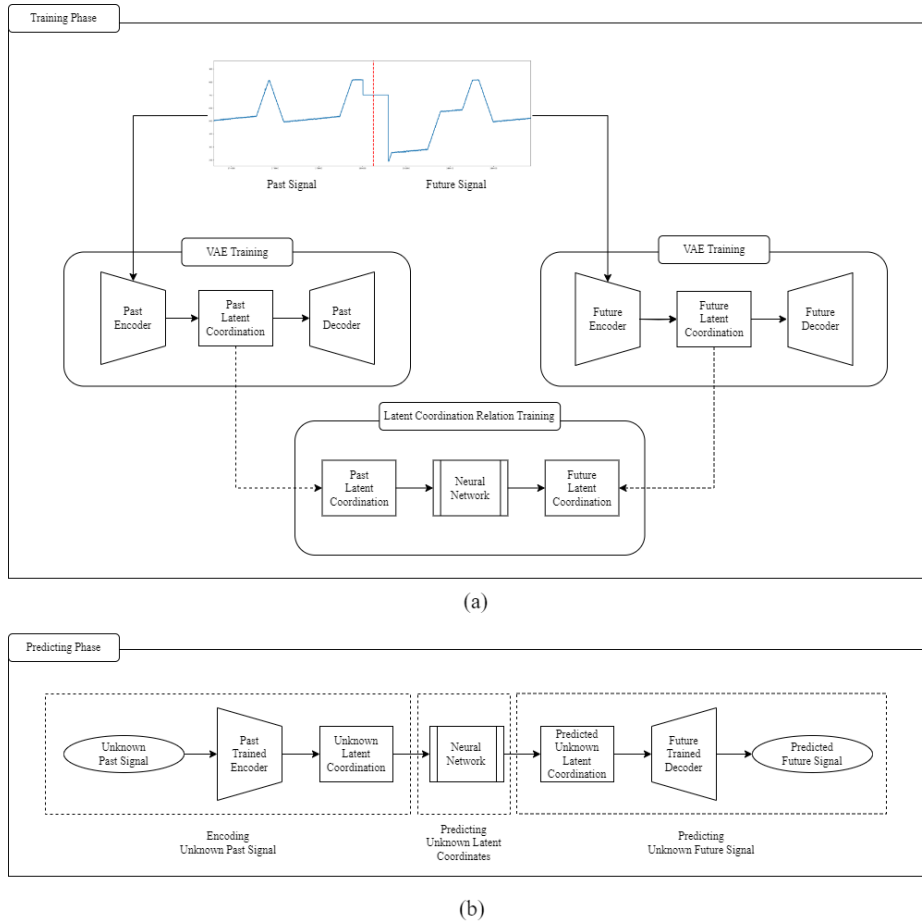 Training Phase
Past Signal
Future Signal
VAE Training
VAE Training
Past
Encoder
Past
Latent
Coordination
Past
Decoder
Future
Encoder
Future
Latent
Coordination
Future
Decoder
Latent Coordination Relation Training
Past
Latent
Coordination
Neural
Network
Future
Latent
Coordination
(a)
Predicting Phase
Unknown
Past Signal
Past
Trained
Encoder
Unknown
Latent
Coordination
Neural
Network
Predicted
Unknown
Latent
Coordination
Future
Trained
Decoder
Predicted
Future Signal
Encoding
Unknown Past Signal
Predicting
Unknown Latent
Coordinates
Predicting
Unknown Future Signal
(b)